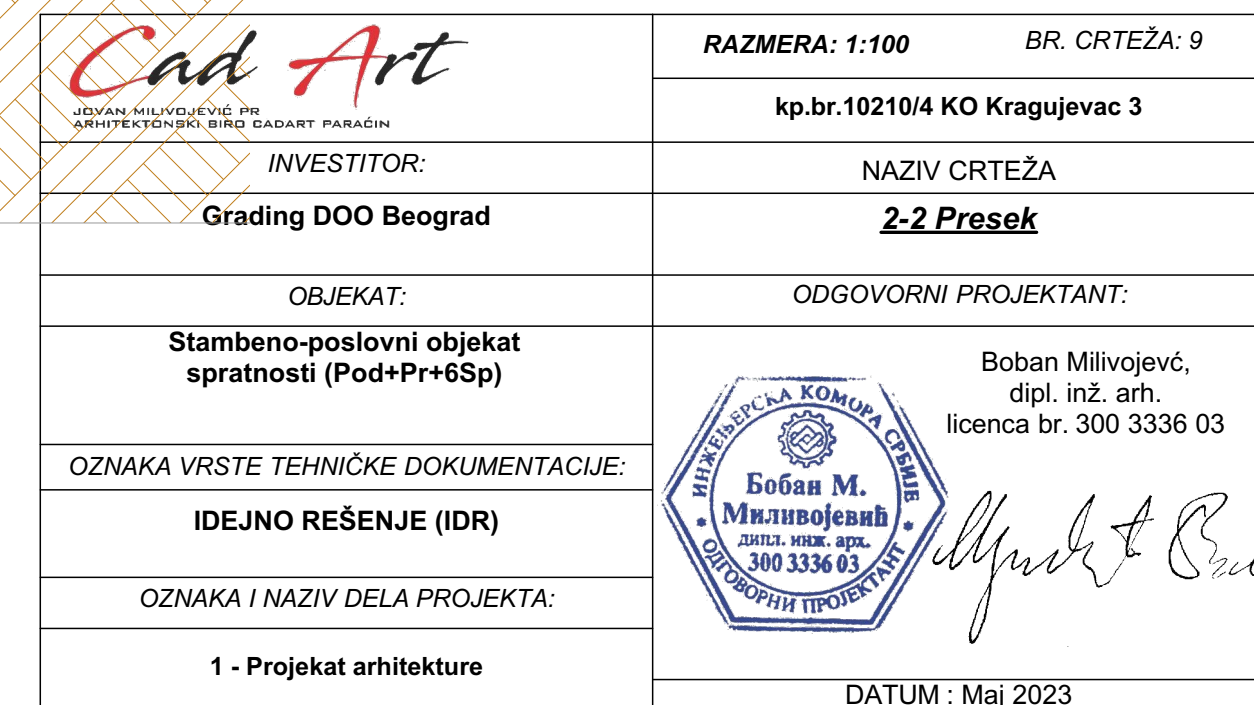 Cad Art
JOVAN MILIVOJEVIĆ PR
ARHITEKTONSKI BIRO CADART PARAĆIN
RAZMERA: 1:100
BR. CRTEŽA: 9
kp.br.10210/4 KO Kragujevac 3
INVESTITOR:
NAZIV CRTEŽA
Grading DOO Beograd
2-2 Presek
OBJEKAT:
ODGOVORNI PROJEKTANT:
Stambeno-poslovni objekat
spratnosti (Pod+Pr+6Sp)
Boban Milivojevć,
dipl. inž. arh.
licenca br. 300 3336 03
ИНЖЕЊЕРСКА КОМОРА СРБИЈЕ
Бобан М.
Миливојевић
дипл. инж. арх.
300 3336 03
ОДГОВОРНИ ПРОЈЕКТАНТ
OZNAKA VRSTE TEHNIČKE DOKUMENTACIJE:
IDEJNO REŠENJE (IDR)
OZNAKA I NAZIV DELA PROJEKTA:
1 - Projekat arhitekture
DATUM : Maj 2023